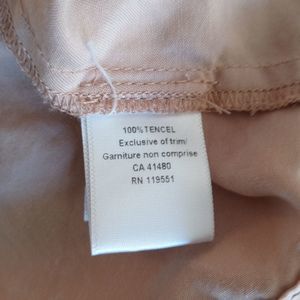 100%TENCEL
Exclusive of trim/
Garniture non comprise
CA 41480
RN 119551